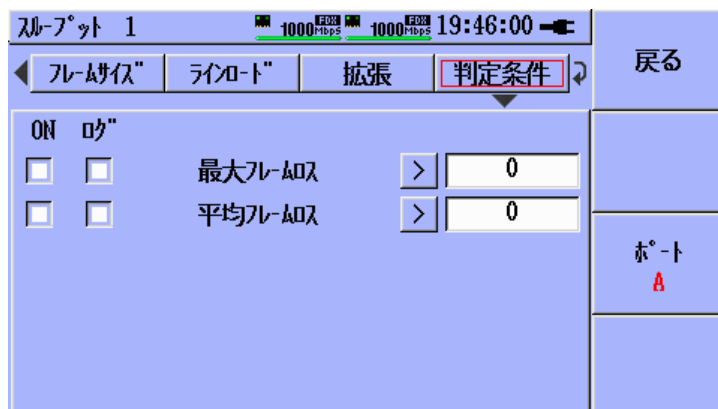 ｽﾙｰﾌﾟｯﾄ 1 1000Mbps FDX 1000Mbps FDX 19:46:00
ﾌﾚｰﾑｻｲｽﾞ ﾗｲﾝﾛｰﾄﾞ 拡張 判定条件
ON ﾛｸﾞ
最大ﾌﾚｰﾑﾛｽ > 0
平均ﾌﾚｰﾑﾛｽ > 0
戻る
ﾎﾟｰﾄ
A